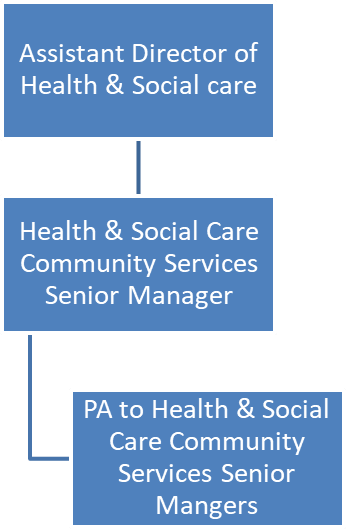 Assistant Director of
Health & Social care
Health & Social Care
Community Services
Senior Manager
PA to Health & Social
Care Community
Services Senior
Mangers